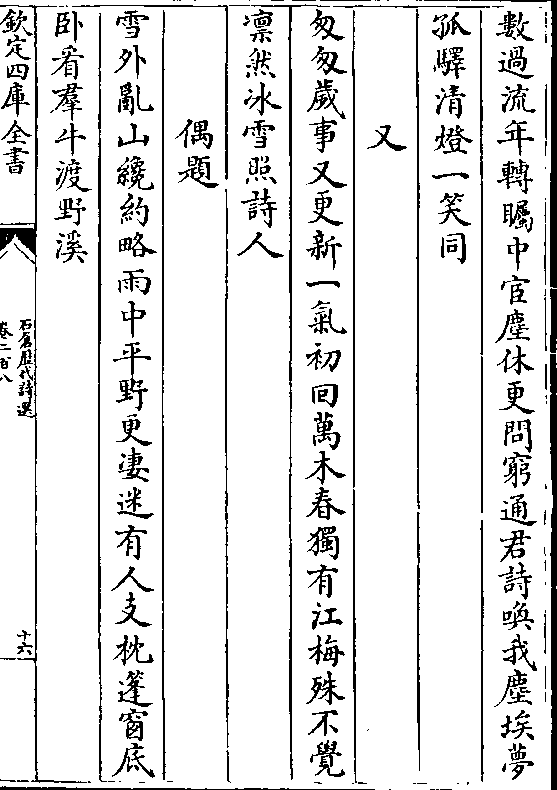 數過流年轉矚中宦塵休更問窮通君詩喚我塵埃夢
孤驛清燈一笑同
又
匆匆歲事又更新一氣初回萬木春獨有江梅殊不覺
凛然冰雪照詩人
偶題
雪外亂山纔約略雨中平野更凄迷有人支枕蓬窗底
卧看羣牛渡野溪
欽定四庫全書
石倉歷代詩選
卷二百八
十六